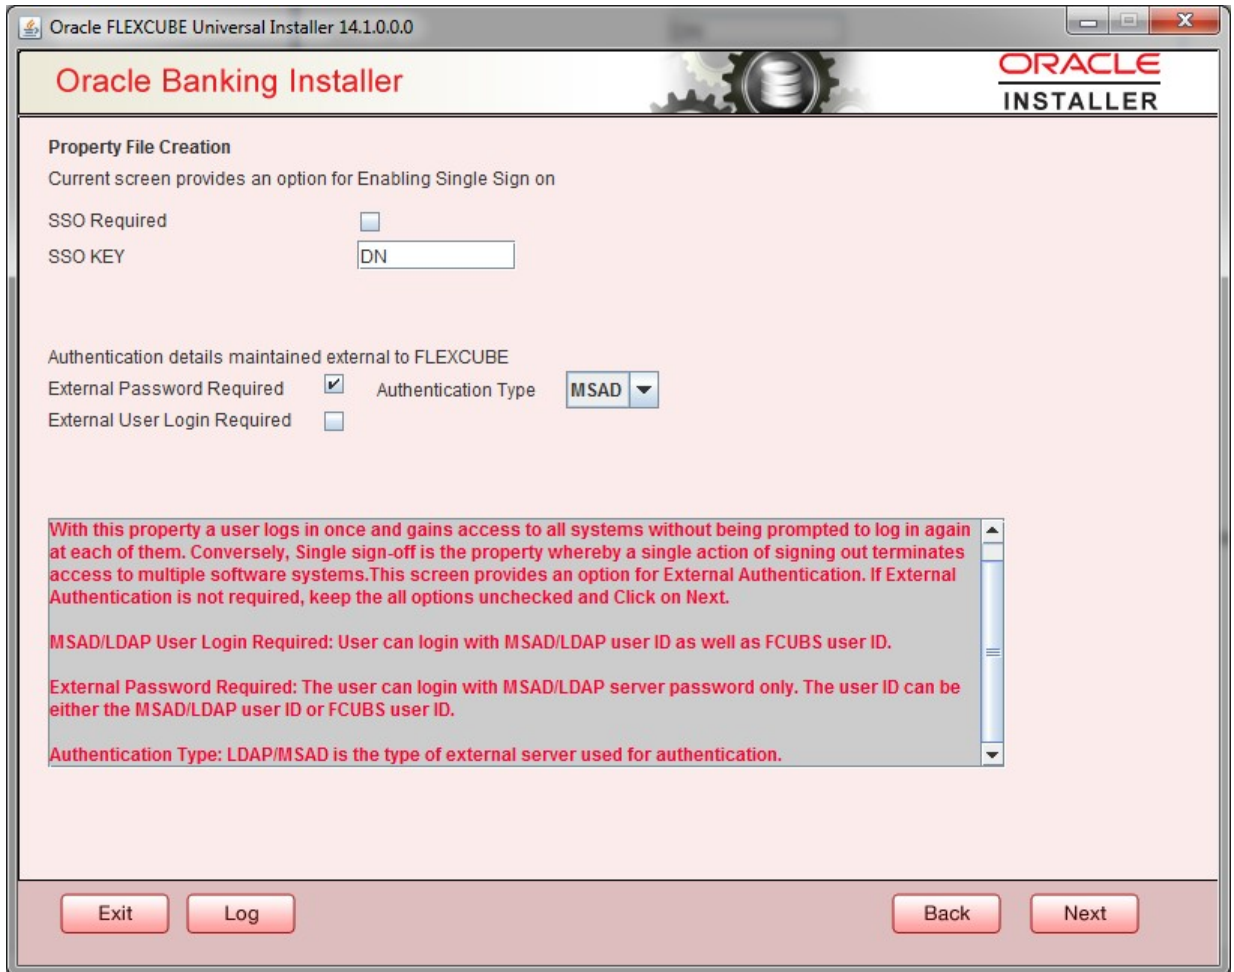 Oracle FLEXCUBE Universal Installer 14.1.0.0.0
Oracle Banking Installer
ORACLE
INSTALLER
Property File Creation
Current screen provides an option for Enabling Single Sign on
SSO Required
SSO KEY DN
Authentication details maintained external to FLEXCUBE
External Password Required Authentication Type MSAD
External User Login Required
With this property a user logs in once and gains access to all systems without being prompted to log in again
at each of them. Conversely, Single sign-off is the property whereby a single action of signing out terminates
access to multiple software systems.This screen provides an option for External Authentication. If External
Authentication is not required, keep the all options unchecked and Click on Next.
MSAD/LDAP User Login Required: User can login with MSAD/LDAP user ID as well as FCUBS user ID.
External Password Required: The user can login with MSAD/LDAP server password only. The user ID can be
either the MSAD/LDAP user ID or FCUBS user ID.
Authentication Type: LDAP/MSAD is the type of external server used for authentication.
Exit Log Back Next